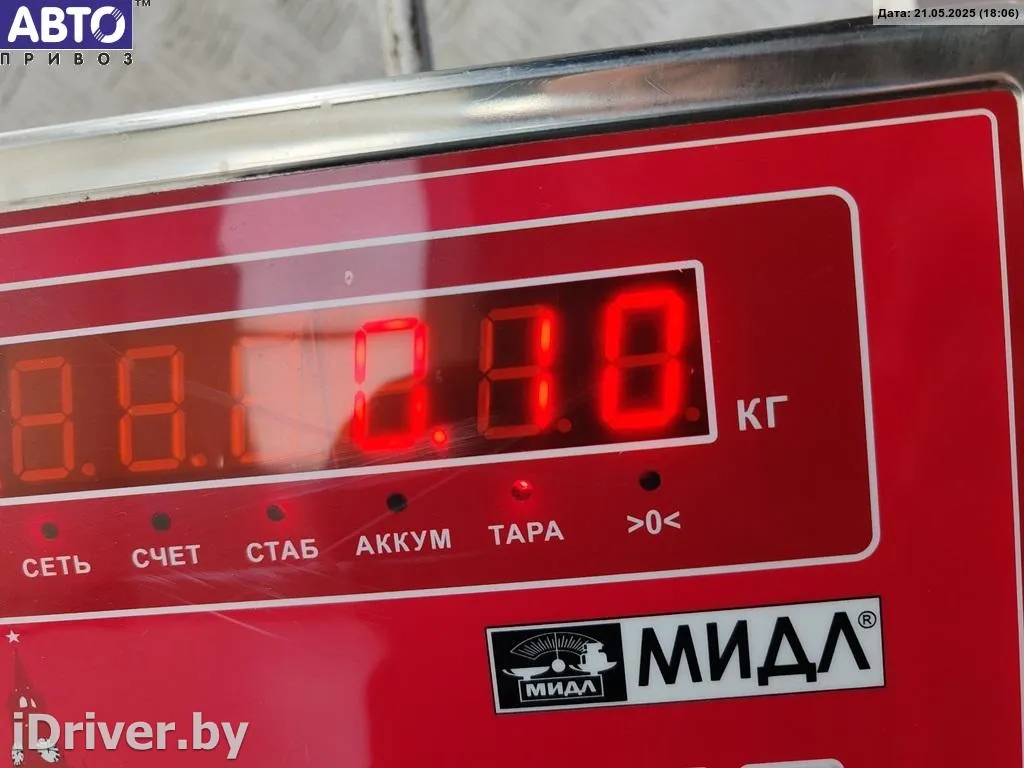 АВТО™
ПРИВОЗ
Дата: 21.05.2025 (18:06)
0.10
КГ
СЕТЬ СЧЕТ СТАБ АККУМ ТАРА >0<
МИДЛ МИДЛ®
iDriver.by